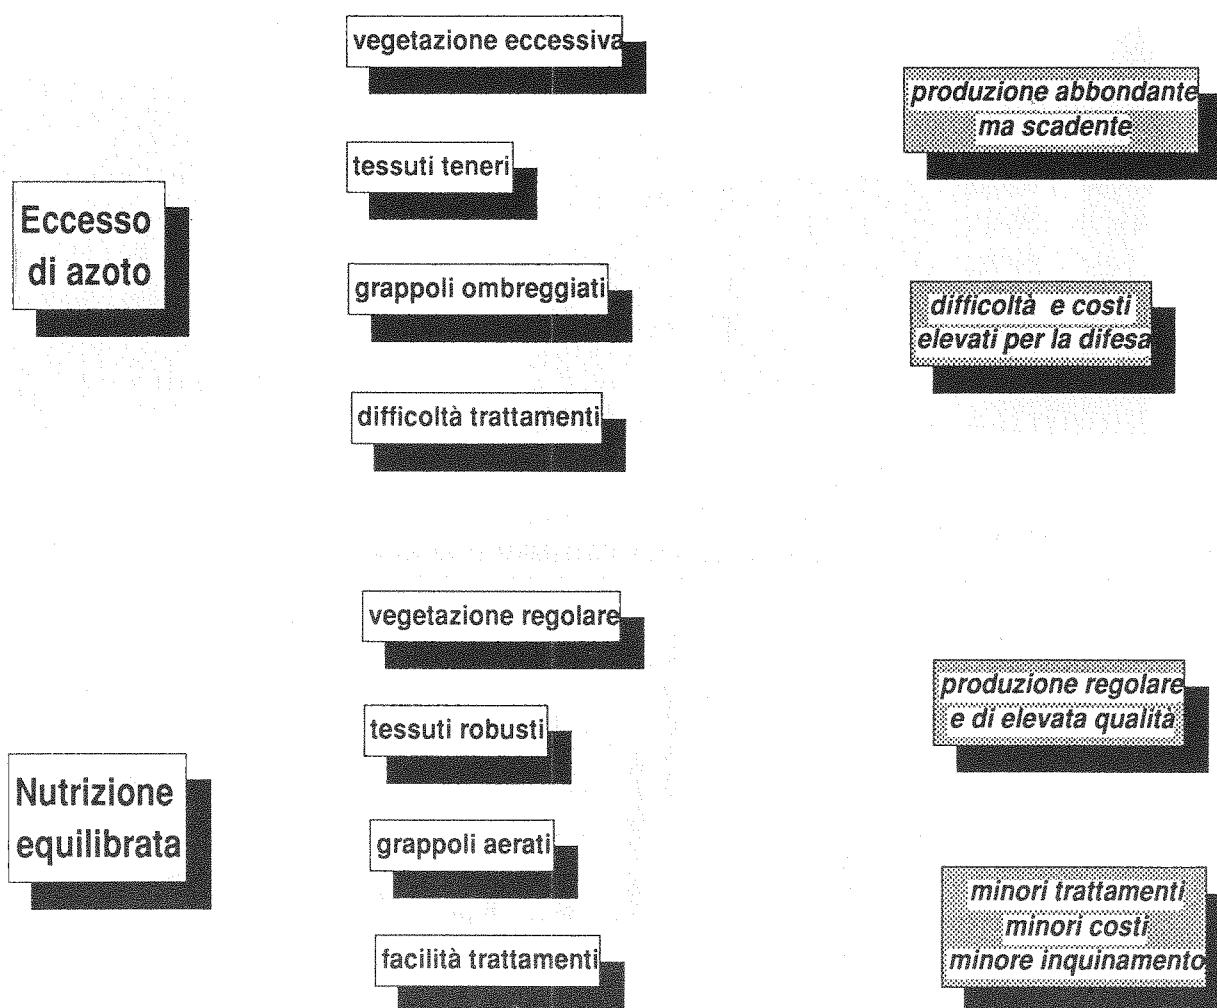 vegetazione eccessiva
tessuti teneri
Eccesso
di azoto
grappoli ombreggiati
difficoltà trattamenti
produzione abbondante
ma scadente
difficoltà e costi
elevati per la difesa
vegetazione regolare
tessuti robusti
Nutrizione
equilibrata
grappoli aerati
facilità trattamenti
produzione regolare
e di elevata qualità
minori trattamenti
minori costi
minore inquinamento